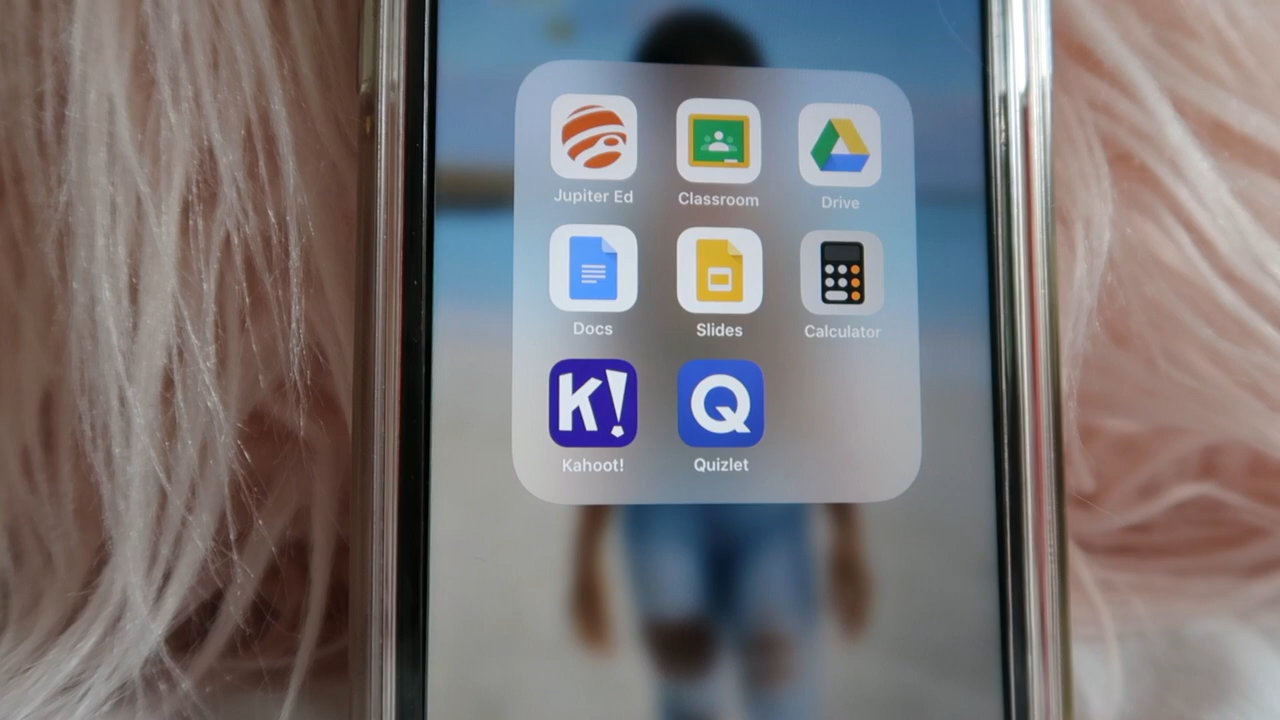 Jupiter Ed
Classroom
Drive
Docs
Slides
Calculator
K!
Kahoot!
Q
Quizlet